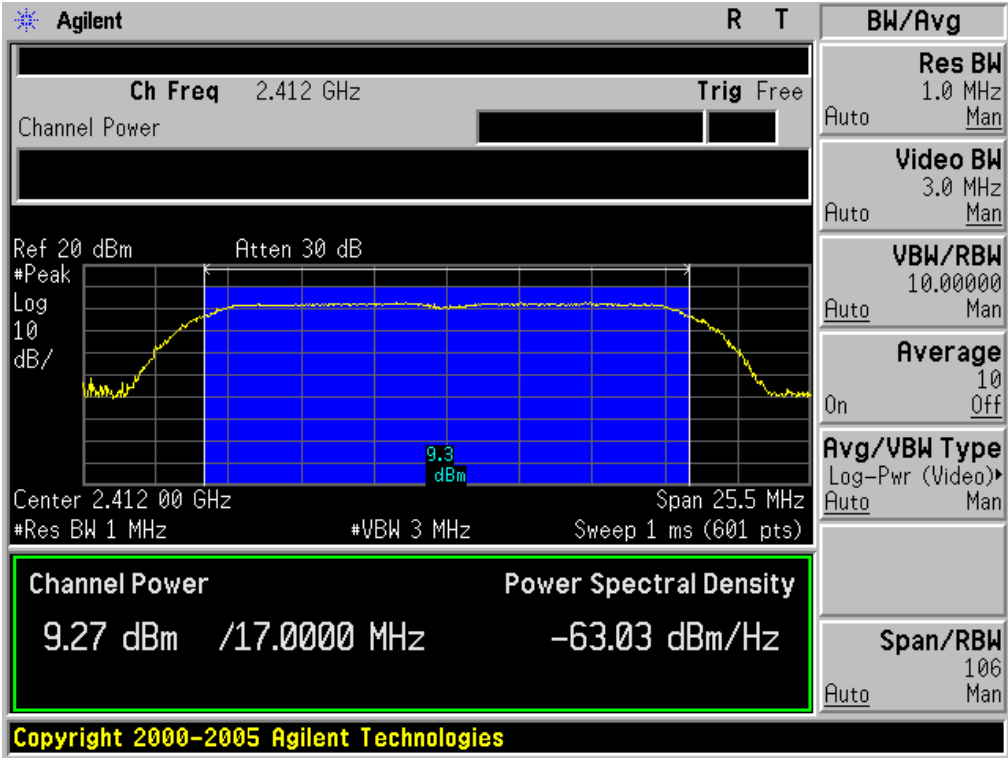 Agilent R T
Ch Freq 2.412 GHz Trig Free
Channel Power
Ref 20 dBm Atten 30 dB
#Peak
Log
10
dB/
9.3
dBm
Center 2.412 00 GHz Span 25.5 MHz
#Res BW 1 MHz #VBW 3 MHz Sweep 1 ms (601 pts)
Channel Power Power Spectral Density
9.27 dBm /17.0000 MHz -63.03 dBm/Hz
Copyright 2000-2005 Agilent Technologies
BW/Avg
Res BW
1.0 MHz
Auto Man
Video BW
3.0 MHz
Auto Man
VBW/RBW
10.00000
Auto Man
Average
10
On Off
Avg/VBW Type
Log-Pwr (Video)▸
Auto Man
Span/RBW
106
Auto Man